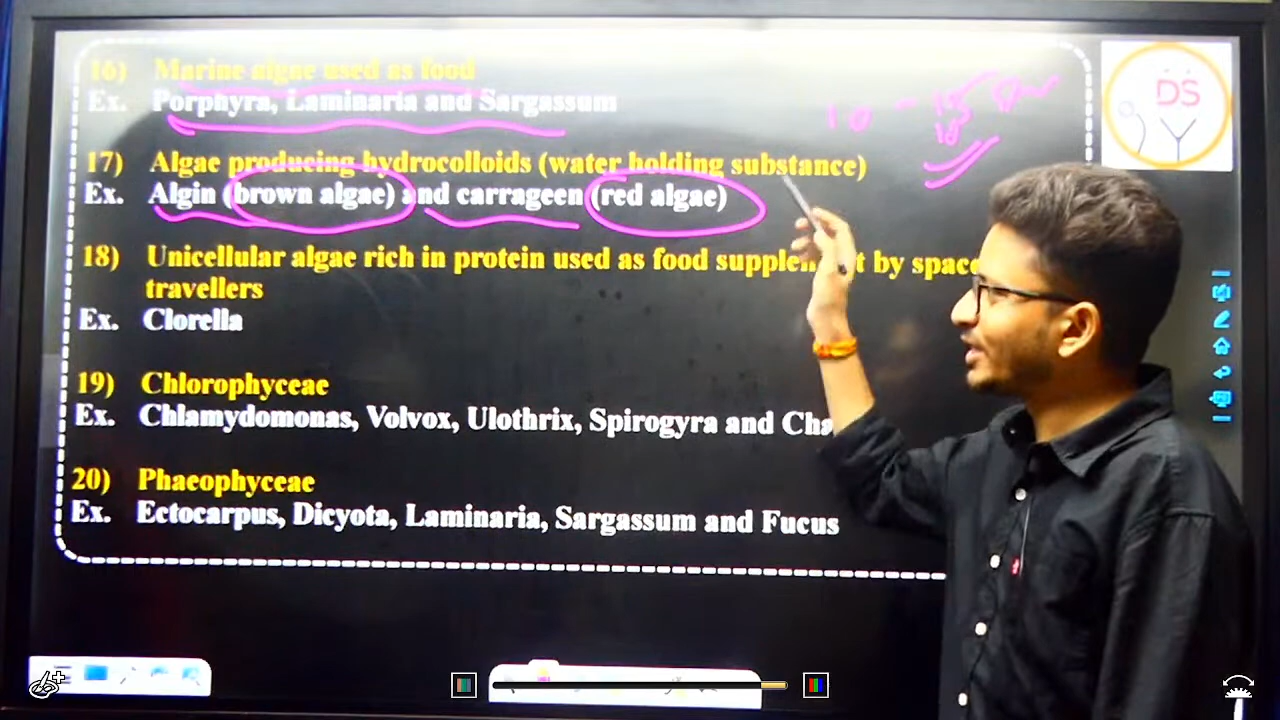 16) Marine algae used as food
Ex. Porphyra, Laminaria and Sargassum
17) Algae producing hydrocolloids (water holding substance)
Ex. Algin (brown algae) and carrageen (red algae)
18) Unicellular algae rich in protein used as food supplem t by space
travellers
Ex. Clorella
19) Chlorophyceae
Ex. Chlamydomonas, Volvox, Ulothrix, Spirogyra and Cha
20) Phaeophyceae
Ex. Ectocarpus, Dicyota, Laminaria, Sargassum and Fucus
DS
10 - 15